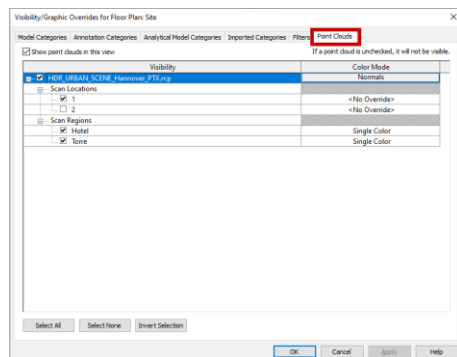 Visibility/Graphic Overrides for Floor Plan: Site
Model Categories Annotation Categories Analytical Model Categories Imported Categories Filters Point Clouds
Show point clouds in this view If a point cloud is unchecked, it will not be visible.
Visibility Color Mode
HDR_URBAN_SCENE_Hannover_PTX.rcp Normals
Scan Locations
1 <No Override>
2 <No Override>
Scan Regions
Hotel Single Color
Torre Single Color
Select All Select None Invert Selection
OK Cancel Apply Help